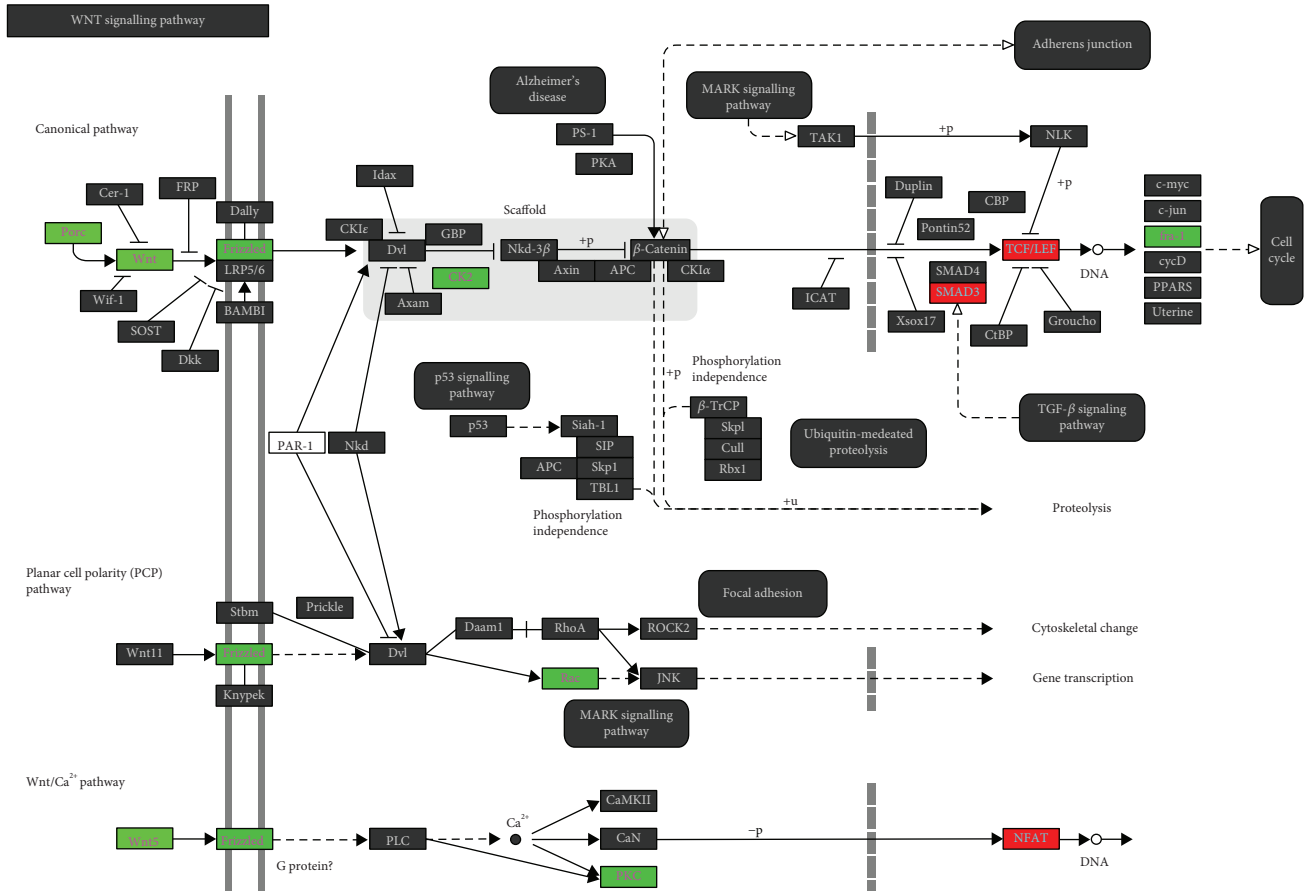 WNT signalling pathway
Adherens junction
Alzheimer's
disease
MARK signalling
pathway
Canonical pathway
PS-1
TAK1
+p
NLK
PKA
Idax
Cer-1
FRP
Duplin
CBP
+p
c-myc
Dally
Scaffold
Pontin52
c-jun
Porc
CKIε
GBP
Frizzled
Dvl
Nkd-3β
+p
β-Catenin
TCF/LEF
fra-1
Wnt
LRP5/6
CK2
Axin
APC
CKIα
SMAD4
DNA
cycD
Cell
cycle
Wif-1
Axam
ICAT
SMAD3
PPARS
BAMBI
SOST
Xsox17
CtBP
Groucho
Uterine
Dkk
p53 signalling
pathway
+p
Phosphorylation
independence
β-TrCP
TGF-β signaling
pathway
p53
Siah-1
Skpl
PAR-1
Nkd
SIP
Cull
Ubiquitin-medeated
proteolysis
APC
Skp1
Rbx1
TBL1
+u
Phosphorylation
independence
Proteolysis
Planar cell polarity (PCP)
pathway
Focal adhesion
Stbm
Prickle
Daam1
RhoA
ROCK2
Cytoskeletal change
Wnt11
Frizzled
Dvl
Rac
JNK
Gene transcription
Knypek
MARK signalling
pathway
Wnt/Ca²⁺ pathway
CaMKII
Ca²⁺
Wnt5
Frizzled
PLC
CaN
−p
NFAT
DNA
G protein?
PKC